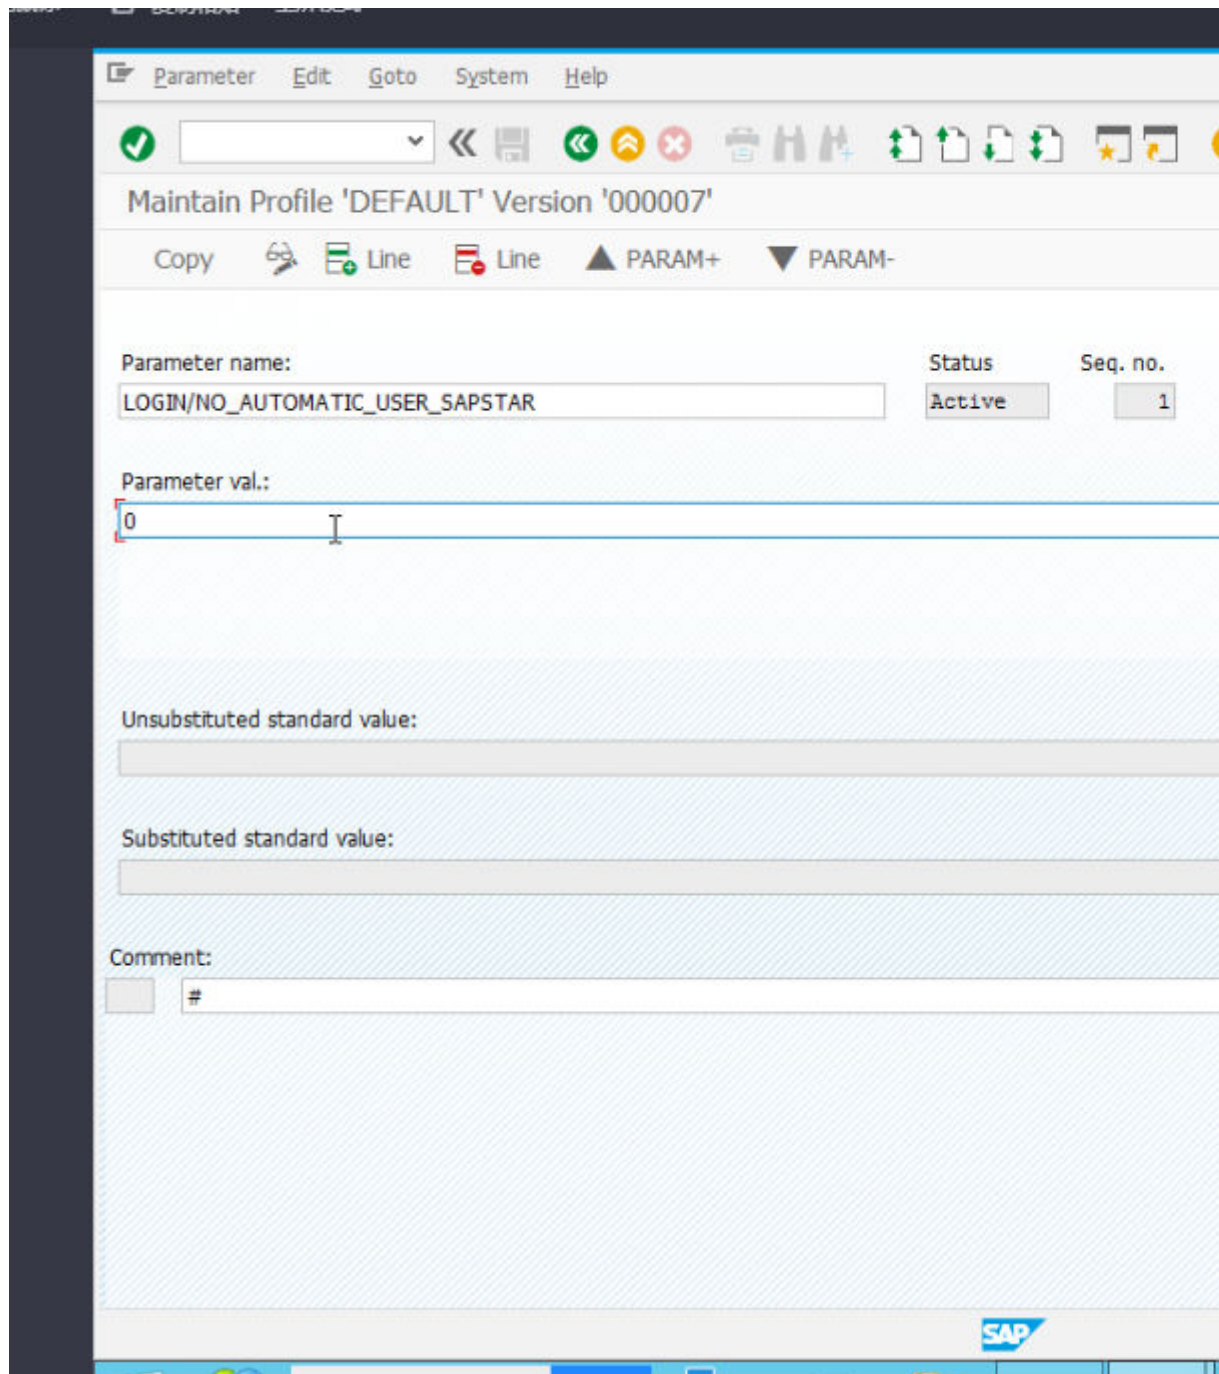 Parameter Edit Goto System Help
Maintain Profile 'DEFAULT' Version '000007'
Copy Line Line PARAM+ PARAM-
Parameter name: Status Seq. no.
LOGIN/NO_AUTOMATIC_USER_SAPSTAR Active 1
Parameter val.:
0
Unsubstituted standard value:
Substituted standard value:
Comment:
#
SAP